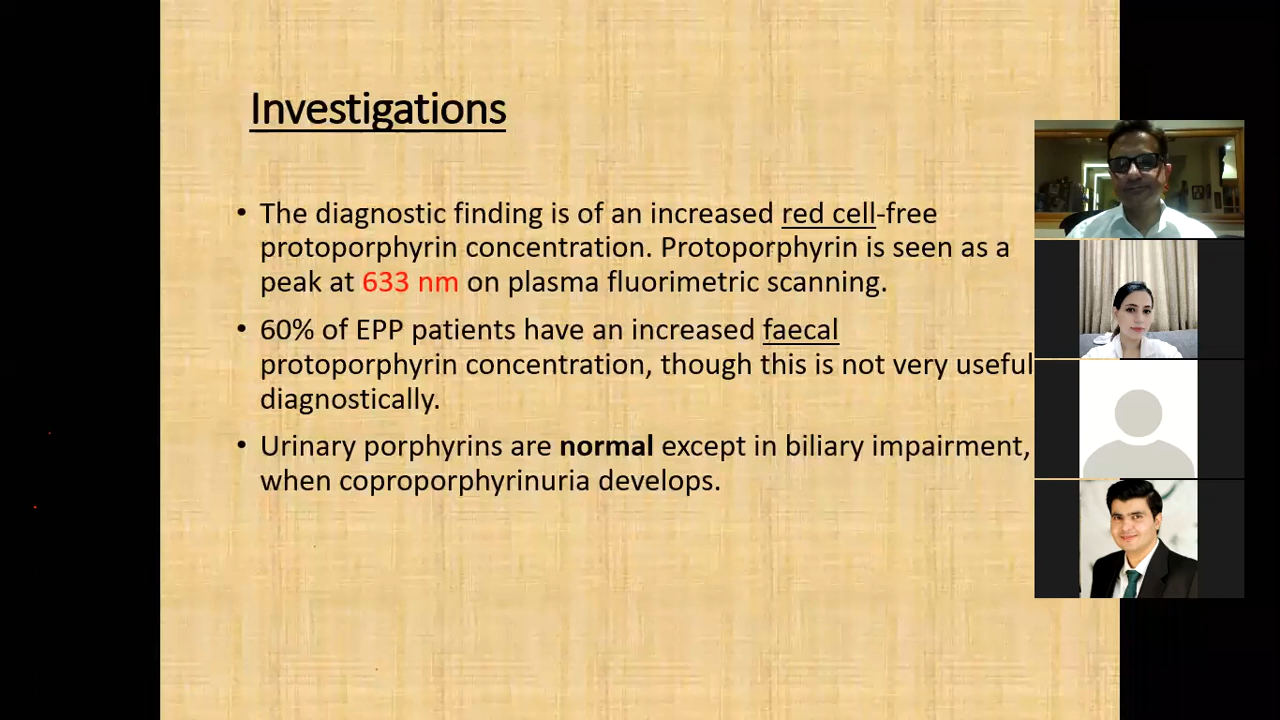 Investigations
• The diagnostic finding is of an increased red cell-free
protoporphyrin concentration. Protoporphyrin is seen as a
peak at 633 nm on plasma fluorimetric scanning.
• 60% of EPP patients have an increased faecal
protoporphyrin concentration, though this is not very useful
diagnostically.
• Urinary porphyrins are normal except in biliary impairment,
when coproporphyrinuria develops.